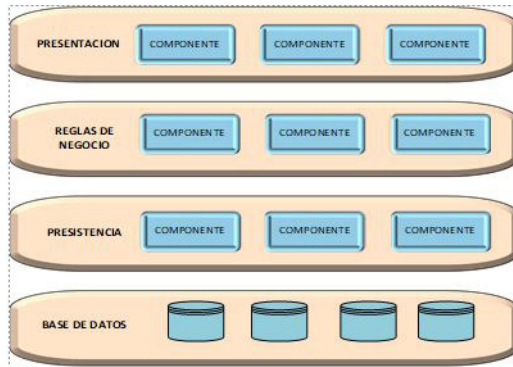 PRESENTACION
COMPONENTE COMPONENTE COMPONENTE
REGLAS DE
NEGOCIO
COMPONENTE COMPONENTE COMPONENTE
PRESISTENCIA
COMPONENTE COMPONENTE COMPONENTE
BASE DE DATOS